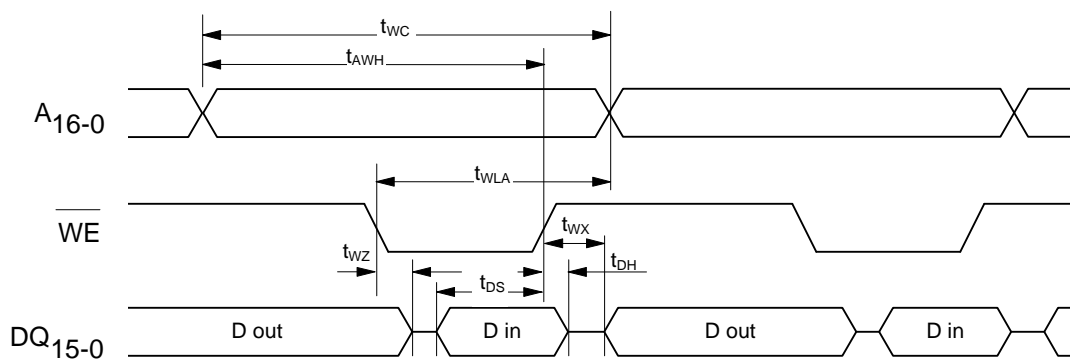 tWC
tAWH
A16-0
tWLA
WE
tWX
tWZ
tDH
tDS
DQ15-0
D out
D in
D out
D in